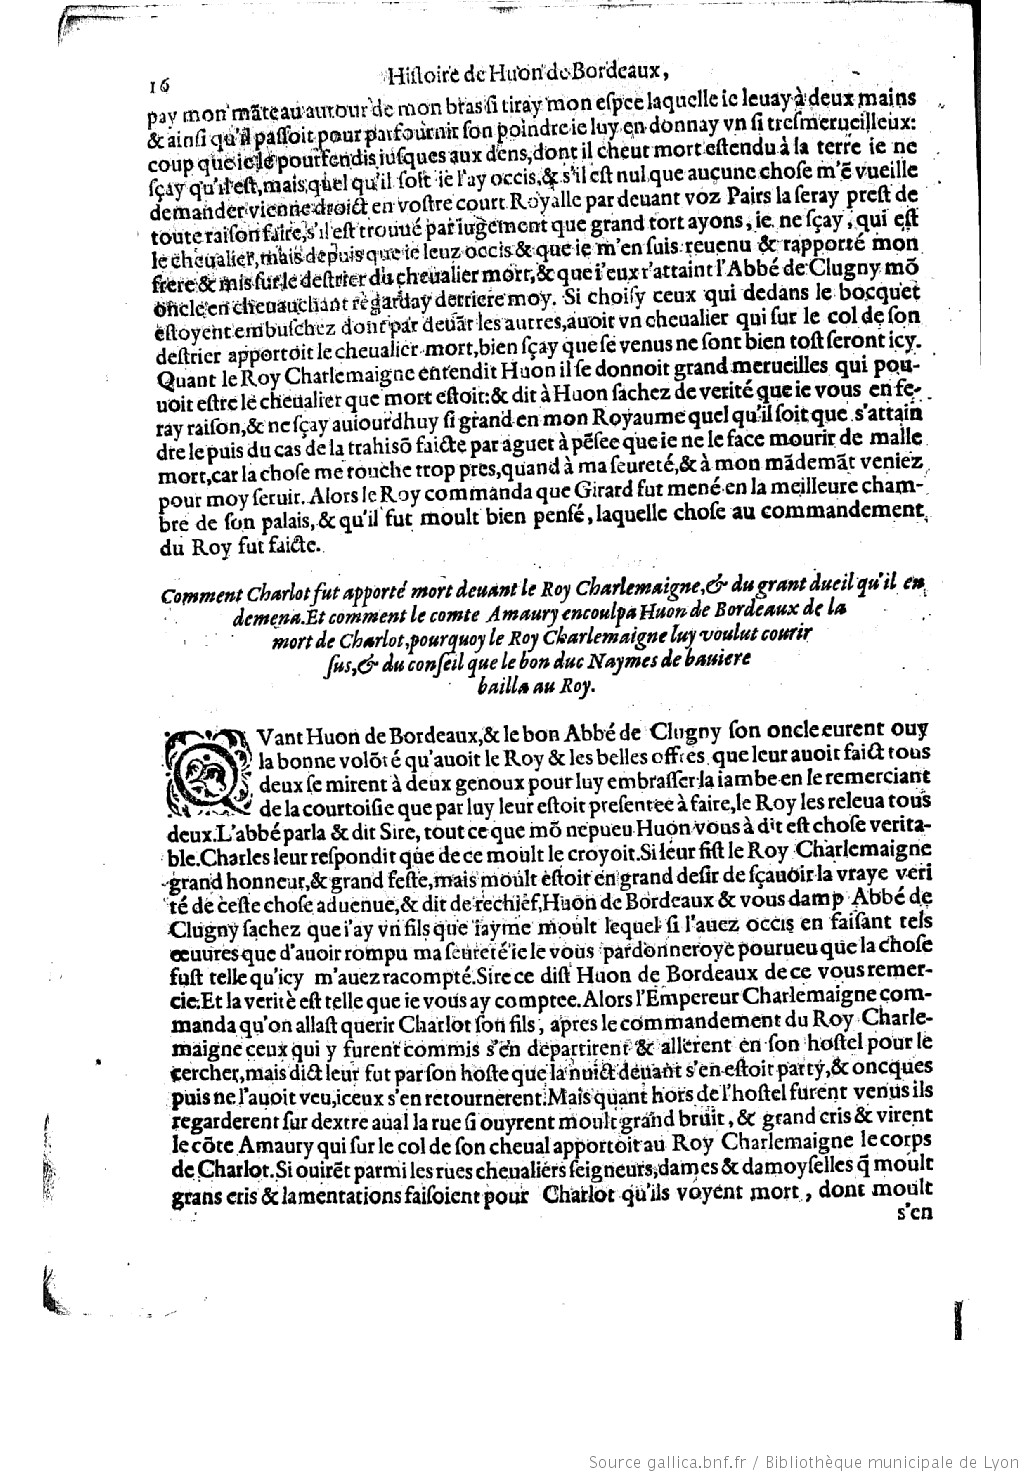 16
Histoire de Huon de Bordeaux,
pay mon mãteau autour de mon bras si tiray mon espee laquelle ie leuay à deux mains
& ainsi qu'il passoit pour parfournir son poindre ie luy en donnay vn si tresmerueilleux:
coup que ie le pourfendis iusques aux dens, dont il cheut mort estendu à la terre ie ne
sçay qu'il est, mais, quel qu'il soit ie l'ay occis, & s'il est nul que aucune chose m'ẽ vueille
demander vienne droict en vostre court Royalle par deuant voz Pairs la seray prest de
toute raison faire, s'il est trouué par iugement que grand tort ayons, ie ne sçay, qui est
le cheualier, mais depuis que ie leuz occis & que ie m'en suis reuenu & rapporté mon
frere & mis sur le destrier du cheualier mort, & que i'eux r'attaint l'Abbé de Clugny mõ
oncle, en cheuauchant regarday derriere moy. Si choisy ceux qui dedans le bocquet
estoyent embuschez dont par deuãt les autres, auoit vn cheualier qui sur le col de son
destrier apportoit le cheualier mort, bien sçay que se venus ne sont bien tost seront icy.
Quant le Roy Charlemaigne entendit Huon il se donnoit grand merueilles qui pou-
uoit estre le cheualier que mort estoit: & dit à Huon sachez de verité que ie vous en fe-
ray raison, & ne sçay auiourdhuy si grand en mon Royaume quel qu'il soit que s'attain
dre le puis du cas de la trahisõ faicte par aguet à pẽsee que ie ne le face mourir de malle
mort, car la chose me touche trop pres, quand à ma seureté, & à mon mãdemãt veniez
pour moy seruir. Alors le Roy commanda que Girard fut mené en la meilleure cham-
bre de son palais, & qu'il fut moult bien pensé, laquelle chose au commandement
du Roy fut faicte.
Comment Charlot fut apporté mort deuant le Roy Charlemaigne, & du grant dueil qu'il en
demena. Et comment le comte Amaury encoulpa Huon de Bordeaux de la
mort de Charlot, pourquoy le Roy Charlemaigne luy voulut courir
sus, & du conseil que le bon duc Naymes de bauiere
bailla au Roy.
QVant Huon de Bordeaux, & le bon Abbé de Clugny son oncle eurent ouy
la bonne volõté qu'auoit le Roy & les belles offres que leur auoit faict tous
deux se mirent à deux genoux pour luy embrasser la iambe en le remerciant
de la courtoisie que par luy leur estoit presentee à faire, le Roy les releua tous
deux. L'abbé parla & dit Sire, tout ce que mõ nepueu Huon vous à dit est chose verita-
ble. Charles leur respondit que de ce moult le croyoit. Si leur fist le Roy Charlemaigne
grand honneur, & grand feste, mais moult estoit en grand desir de sçauoir la vraye veri
té de ceste chose aduenue, & dit de rechief, Huon de Bordeaux & vous damp Abbé de
Clugny sachez que i'ay vn fils que iayme moult lequel si l'auez occis en faisant tels
œuures que d'auoir rompu ma seureté ie le vous pardonneroye pourueu que la chose
fust telle qu'icy m'auez racompté. Sire ce dist Huon de Bordeaux de ce vous remer-
cie. Et la veritè est telle que ie vous ay comptee. Alors l'Empereur Charlemaigne com-
manda qu'on allast querir Charlot son fils, apres le commandement du Roy Charle-
maigne ceux qui y furent commis s'en departirent & allerent en son hostel pour le
cercher, mais dict leur fut par son hoste que la nuict deuant s'en estoit party, & oncques
puis ne l'auoit veu, iceux s'en retournerent. Mais quant hors de l'hostel furent venus ils
regarderent sur dextre aual la rue si ouyrent moult grand bruit, & grand cris & virent
le cõte Amaury qui sur le col de son cheual apportoit au Roy Charlemaigne le corps
de Charlot. Si ouirẽt parmi les rues cheualiers seigneurs, dames & damoyselles q̃ moult
grans cris & lamentations faisoient pour Charlot qu'ils voyent mort, dont moult
s'en
Source gallica.bnf.fr / Bibliothèque municipale de Lyon